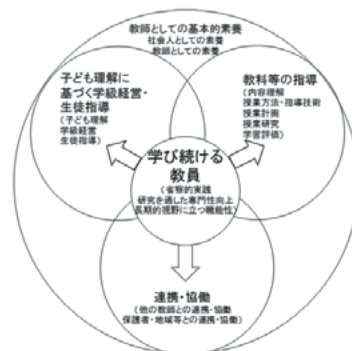 教師としての基本的素養
社会人としての素養
教師としての素養
子ども理解に
基づく学級経営・
生徒指導
(子ども理解
学級経営
生徒指導)
教科等の指導
(内容理解
授業方法・指導技術
授業計画
授業研究
学習評価)
学び続ける
教員
(省察的実践
研究を通した専門性向上
長期的視野に立つ職能性)
連携・協働
(他の教師との連携・協働
保護者・地域等との連携・協働)